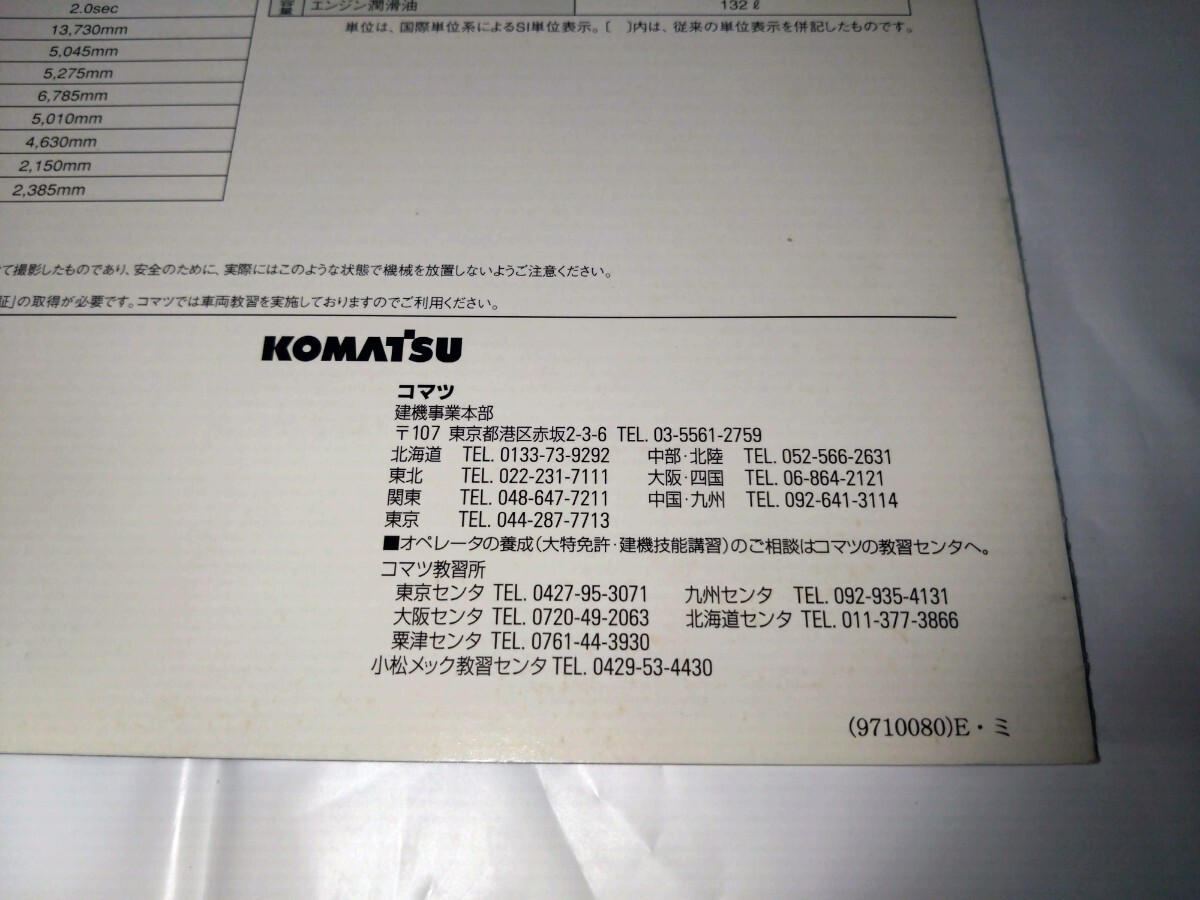 2.0sec
13,730mm
5,045mm
5,275mm
6,785mm
5,010mm
4,630mm
2,150mm
2,385mm
量 エンジン潤滑油 132ℓ
単位は、国際単位系によるSI単位表示。〔　〕内は、従来の単位表示を併記したものです。
て撮影したものであり、安全のために、実際にはこのような状態で機械を放置しないようご注意ください。
証」の取得が必要です。コマツでは車両教習を実施しておりますのでご利用ください。
KOMATSU
コマツ
建機事業本部
〒107 東京都港区赤坂2-3-6 TEL. 03-5561-2759
北海道 TEL. 0133-73-9292 中部・北陸 TEL. 052-566-2631
東北 TEL. 022-231-7111 大阪・四国 TEL. 06-864-2121
関東 TEL. 048-647-7211 中国・九州 TEL. 092-641-3114
東京 TEL. 044-287-7713
■オペレータの養成(大特免許・建機技能講習)のご相談はコマツの教習センタへ。
コマツ教習所
東京センタ TEL. 0427-95-3071 九州センタ TEL. 092-935-4131
大阪センタ TEL. 0720-49-2063 北海道センタ TEL. 011-377-3866
粟津センタ TEL. 0761-44-3930
小松メック教習センタ TEL. 0429-53-4430
(9710080)E・ミ